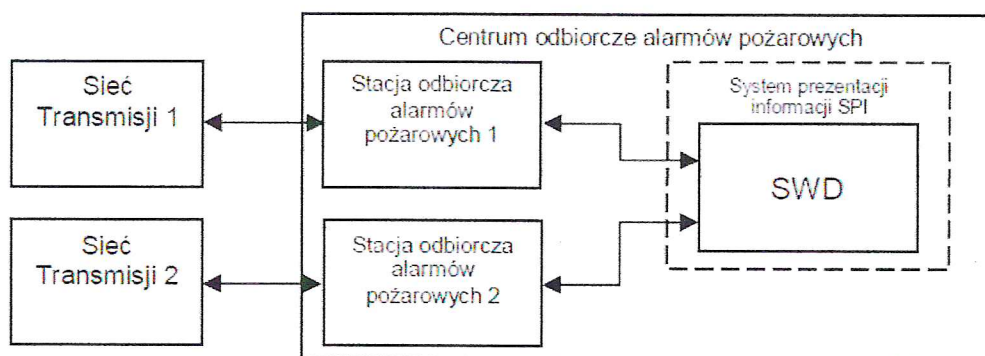 Centrum odbiorcze alarmów pożarowych
Sieć
Transmisji 1
Stacja odbiorcza
alarmów
pożarowych 1
System prezentacji
informacji SPI
SWD
Sieć
Transmisji 2
Stacja odbiorcza
alarmów
pożarowych 2